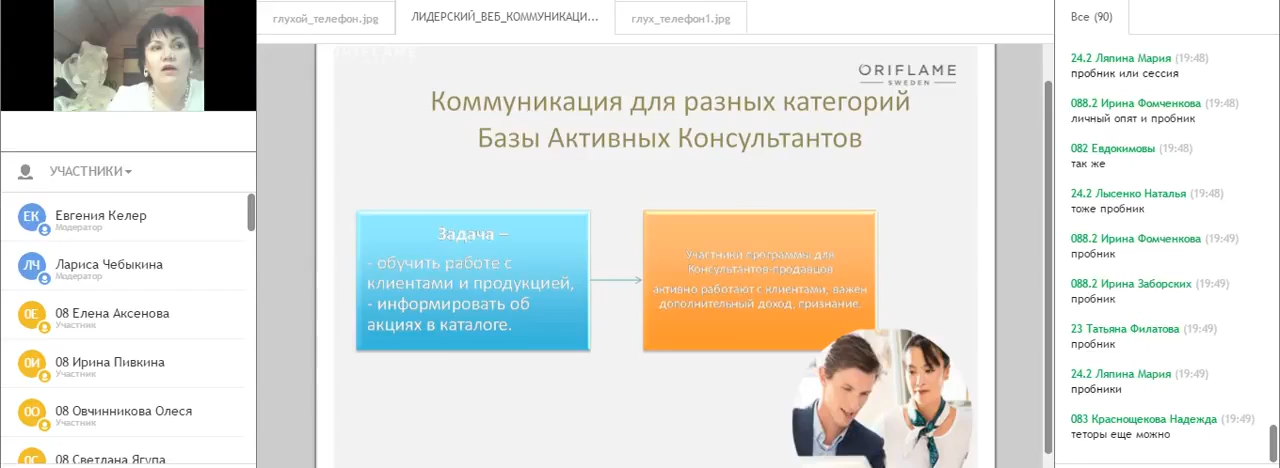 глухой_телефон.jpg
ЛИДЕРСКИЙ_ВЕБ_КОММУНИКАЦИ...
глух_телефон1.jpg
Все (90)
УЧАСТНИКИ
ЕК
Евгения Келер
Модератор
ЛЧ
Лариса Чебыкина
Модератор
ОЕ
08 Елена Аксенова
Участник
ОИ
08 Ирина Пивкина
Участник
ОО
08 Овчинникова Олеся
Участник
ОС
08 Светлана Ягупа
ORIFLAME
SWEDEN
Коммуникация для разных категорий
Базы Активных Консультантов
Задача –
- обучить работе с
клиентами и продукцией,
- информировать об
акциях в каталоге.
Участники программы для
Консультантов-продавцов
активно работают с клиентами, важен
дополнительный доход, признание.
24.2 Ляпина Мария (19:48)
пробник или сессия
088.2 Ирина Фомченкова (19:48)
личный опят и пробник
082 Евдокимовы (19:48)
так же
24.2 Лысенко Наталья (19:48)
тоже пробник
088.2 Ирина Фомченкова (19:49)
пробник
088.2 Ирина Заборских (19:49)
пробник
23 Татьяна Филатова (19:49)
пробник
24.2 Ляпина Мария (19:49)
пробники
083 Краснощекова Надежда (19:49)
теторы еще можно